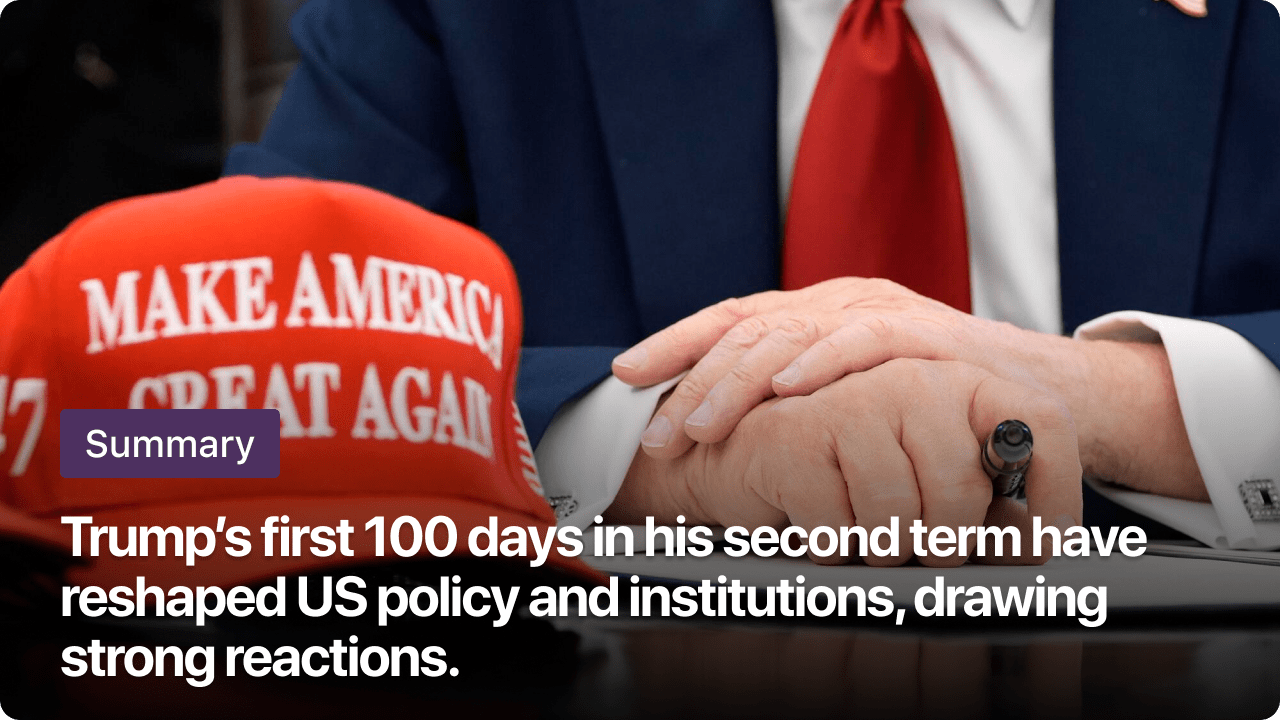 MAKE AMERICA
GREAT AGAIN
47
Summary
Trump’s first 100 days in his second term have
reshaped US policy and institutions, drawing
strong reactions.